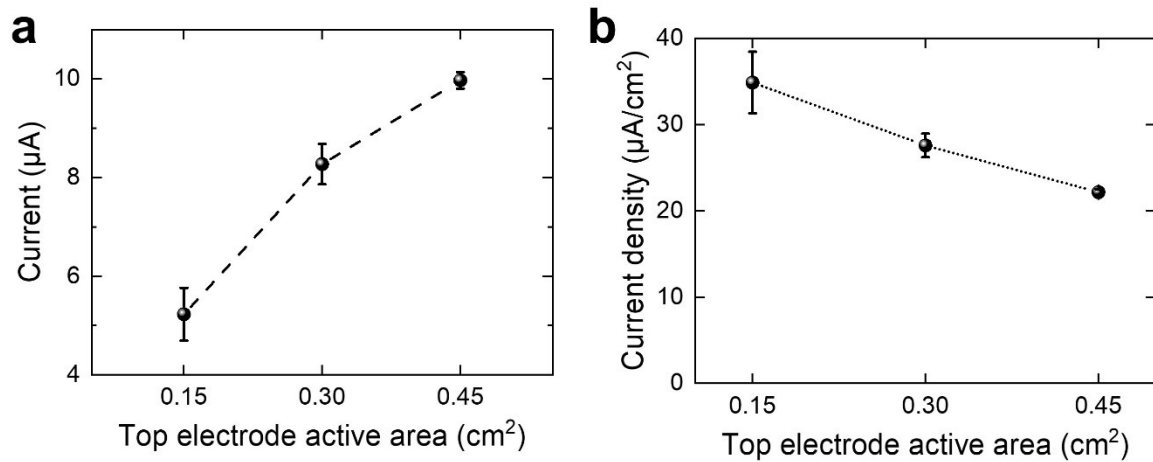 a
Current (µA)
10
8
6
4
0.15 0.30 0.45
Top electrode active area (cm²)
b
Current density (µA/cm²)
40
30
20
10
0
0.15 0.30 0.45
Top electrode active area (cm²)